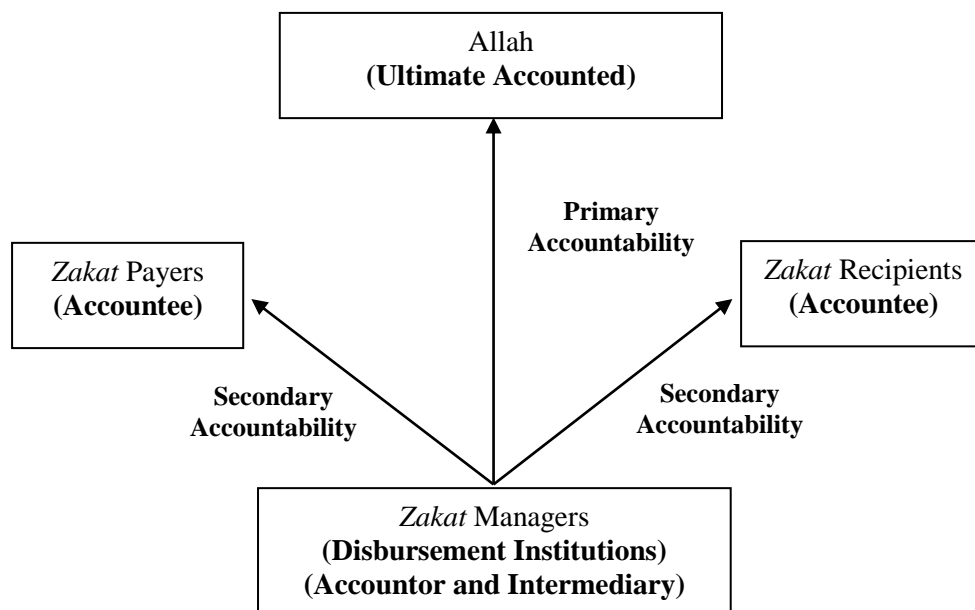 Allah
(Ultimate Accounted)
Primary
Accountability
Zakat Payers
(Accountee)
Zakat Recipients
(Accountee)
Secondary
Accountability
Secondary
Accountability
Zakat Managers
(Disbursement Institutions)
(Accountor and Intermediary)